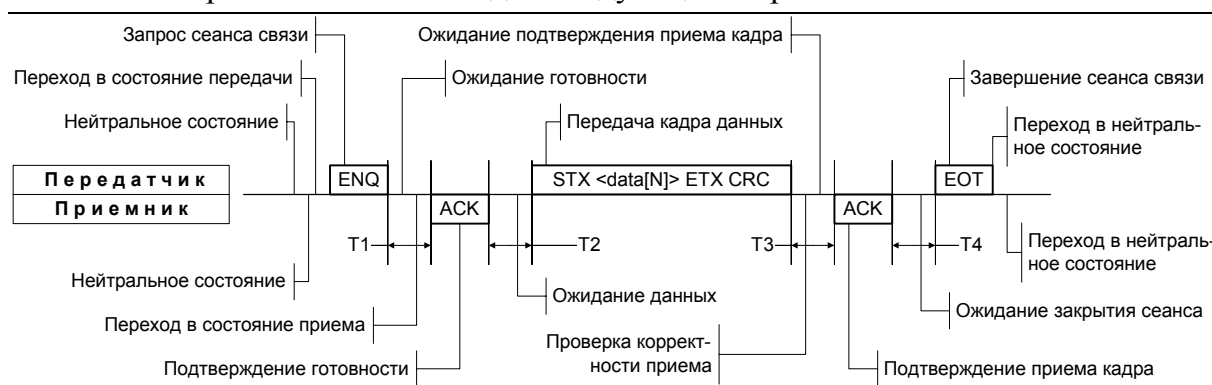 Запрос сеанса связи
Ожидание подтверждения приема кадра
Переход в состояние передачи
Ожидание готовности
Завершение сеанса связи
Нейтральное состояние
Передача кадра данных
Переход в нейтраль-
ное состояние
Передатчик
ENQ
STX <data[N]> ETX CRC
EOT
Приемник
ACK
ACK
T1
T2
T3
T4
Переход в нейтраль-
ное состояние
Нейтральное состояние
Ожидание данных
Ожидание закрытия сеанса
Переход в состояние приема
Проверка коррект-
ности приема
Подтверждение готовности
Подтверждение приема кадра